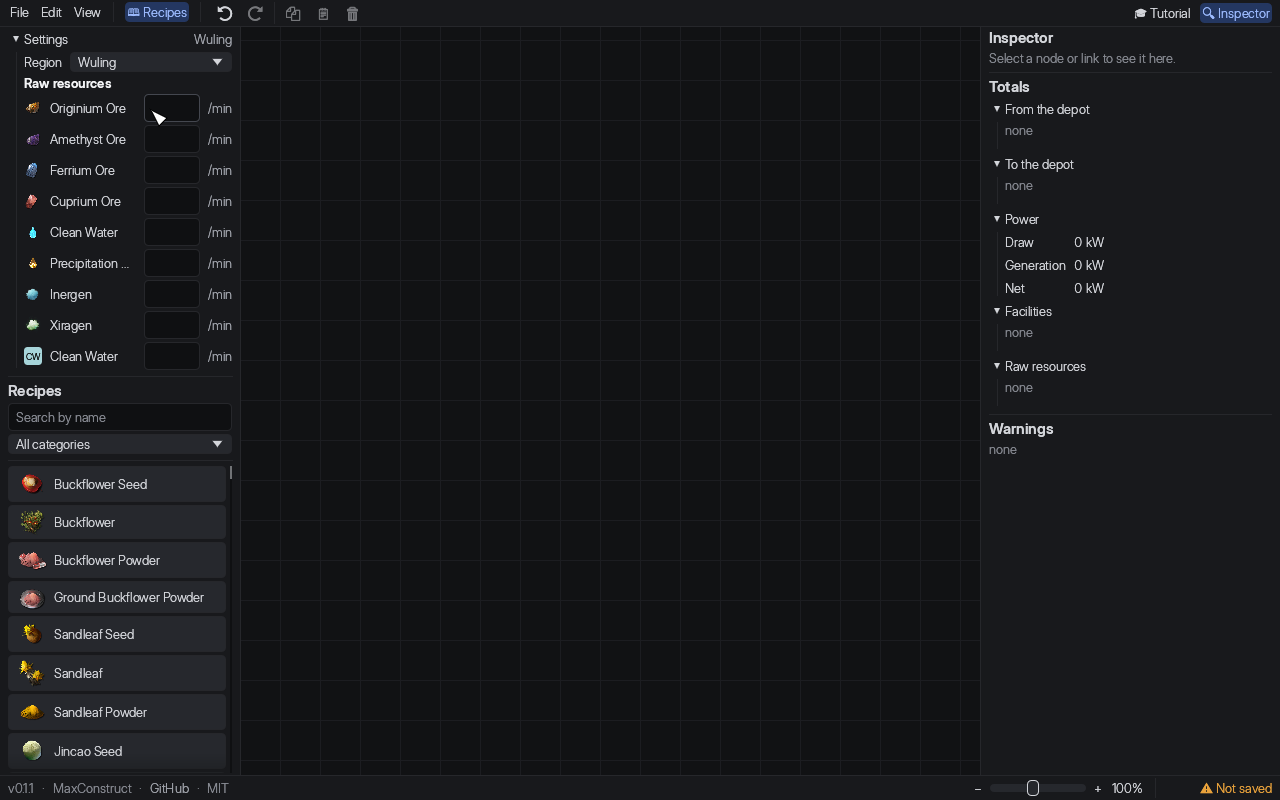 File Edit View Recipes Tutorial Inspector
Settings Wuling
Region Wuling
Raw resources
Originium Ore /min
Amethyst Ore /min
Ferrium Ore /min
Cuprium Ore /min
Clean Water /min
Precipitation ... /min
Inergen /min
Xiragen /min
CW Clean Water /min
Recipes
Search by name
All categories
Buckflower Seed
Buckflower
Buckflower Powder
Ground Buckflower Powder
Sandleaf Seed
Sandleaf
Sandleaf Powder
Jincao Seed
Inspector
Select a node or link to see it here.
Totals
From the depot
none
To the depot
none
Power
Draw 0 kW
Generation 0 kW
Net 0 kW
Facilities
none
Raw resources
none
Warnings
none
v0.1.1 · MaxConstruct · GitHub · MIT − + 100% Not saved